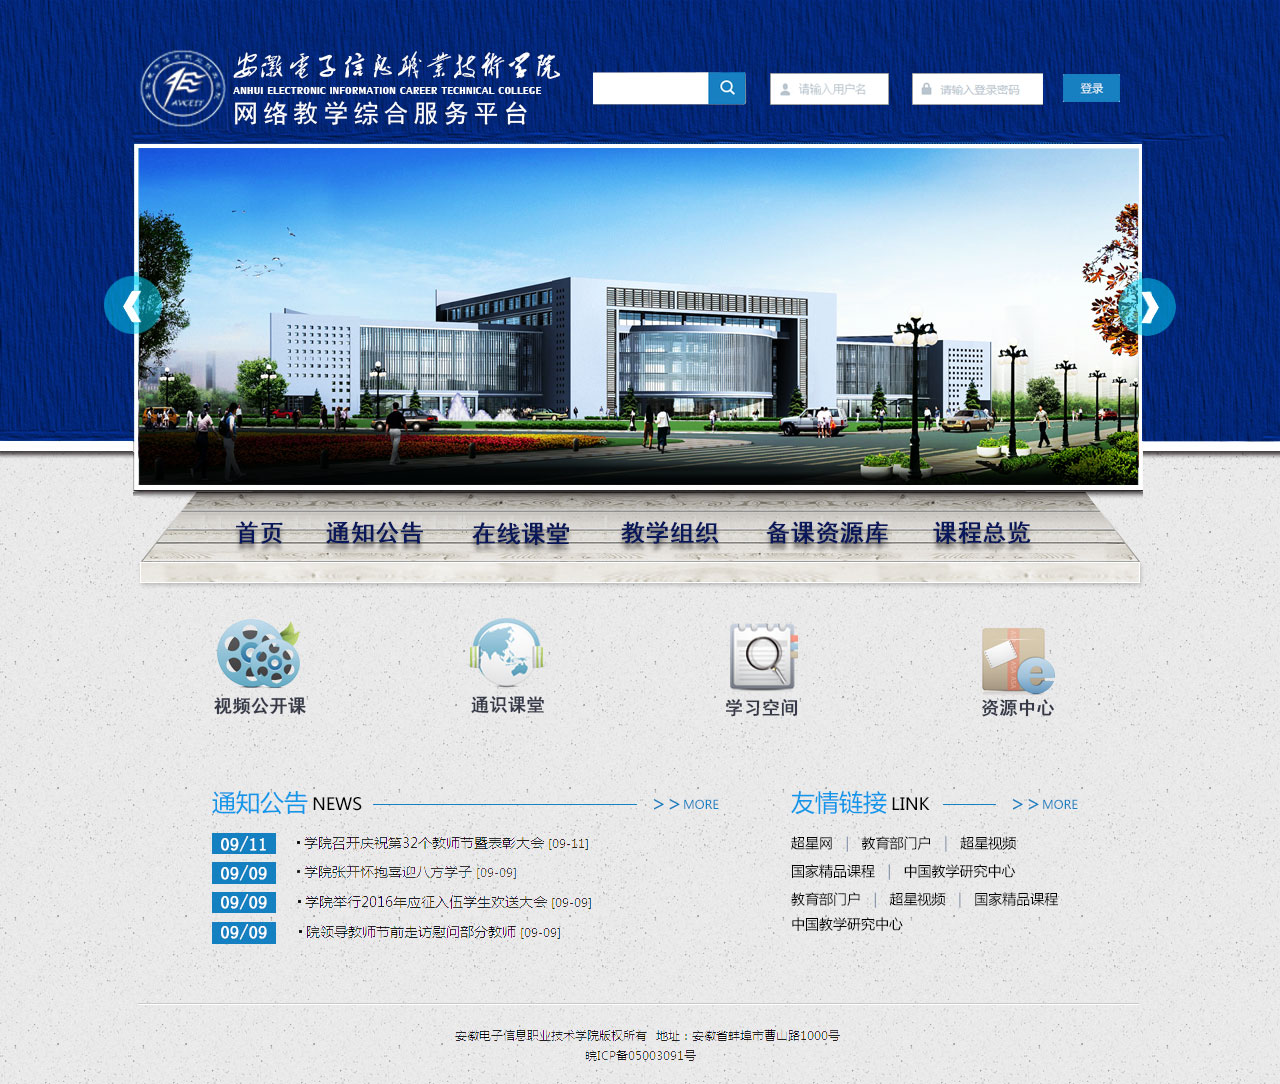 安徽电子信息职业技术学院
ANHUI ELECTRONIC INFORMATION CAREER TECHNICAL COLLEGE
网络教学综合服务平台
AVCEIT
请输入用户名
请输入登录密码
登录
首页 通知公告 在线课堂 教学组织 备课资源库 课程总览
视频公开课 通识课堂 学习空间 资源中心
通知公告 NEWS >> MORE
09/11 · 学院召开庆祝第32个教师节暨表彰大会 [09-11]
09/09 · 学院张开怀抱喜迎八方学子 [09-09]
09/09 · 学院举行2016年应征入伍学生欢送大会 [09-09]
09/09 · 院领导教师节前走访慰问部分教师 [09-09]
友情链接 LINK >> MORE
超星网 | 教育部门户 | 超星视频
国家精品课程 | 中国教学研究中心
教育部门户 | 超星视频 | 国家精品课程
中国教学研究中心
安徽电子信息职业技术学院版权所有 地址：安徽省蚌埠市曹山路1000号
皖ICP备05003091号